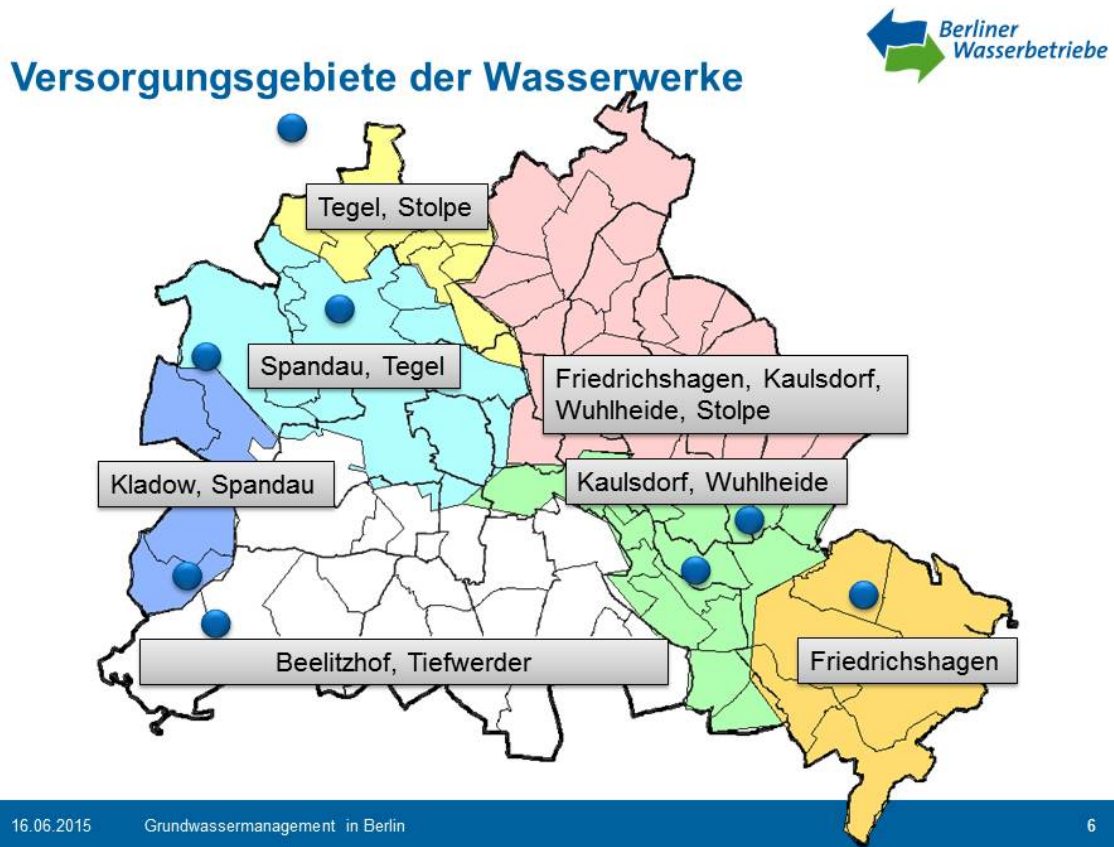 Berliner
Wasserbetriebe
Versorgungsgebiete der Wasserwerke
Tegel, Stolpe
Spandau, Tegel
Friedrichshagen, Kaulsdorf,
Wuhlheide, Stolpe
Kladow, Spandau
Kaulsdorf, Wuhlheide
Beelitzhof, Tiefwerder
Friedrichshagen
16.06.2015 Grundwassermanagement in Berlin 6